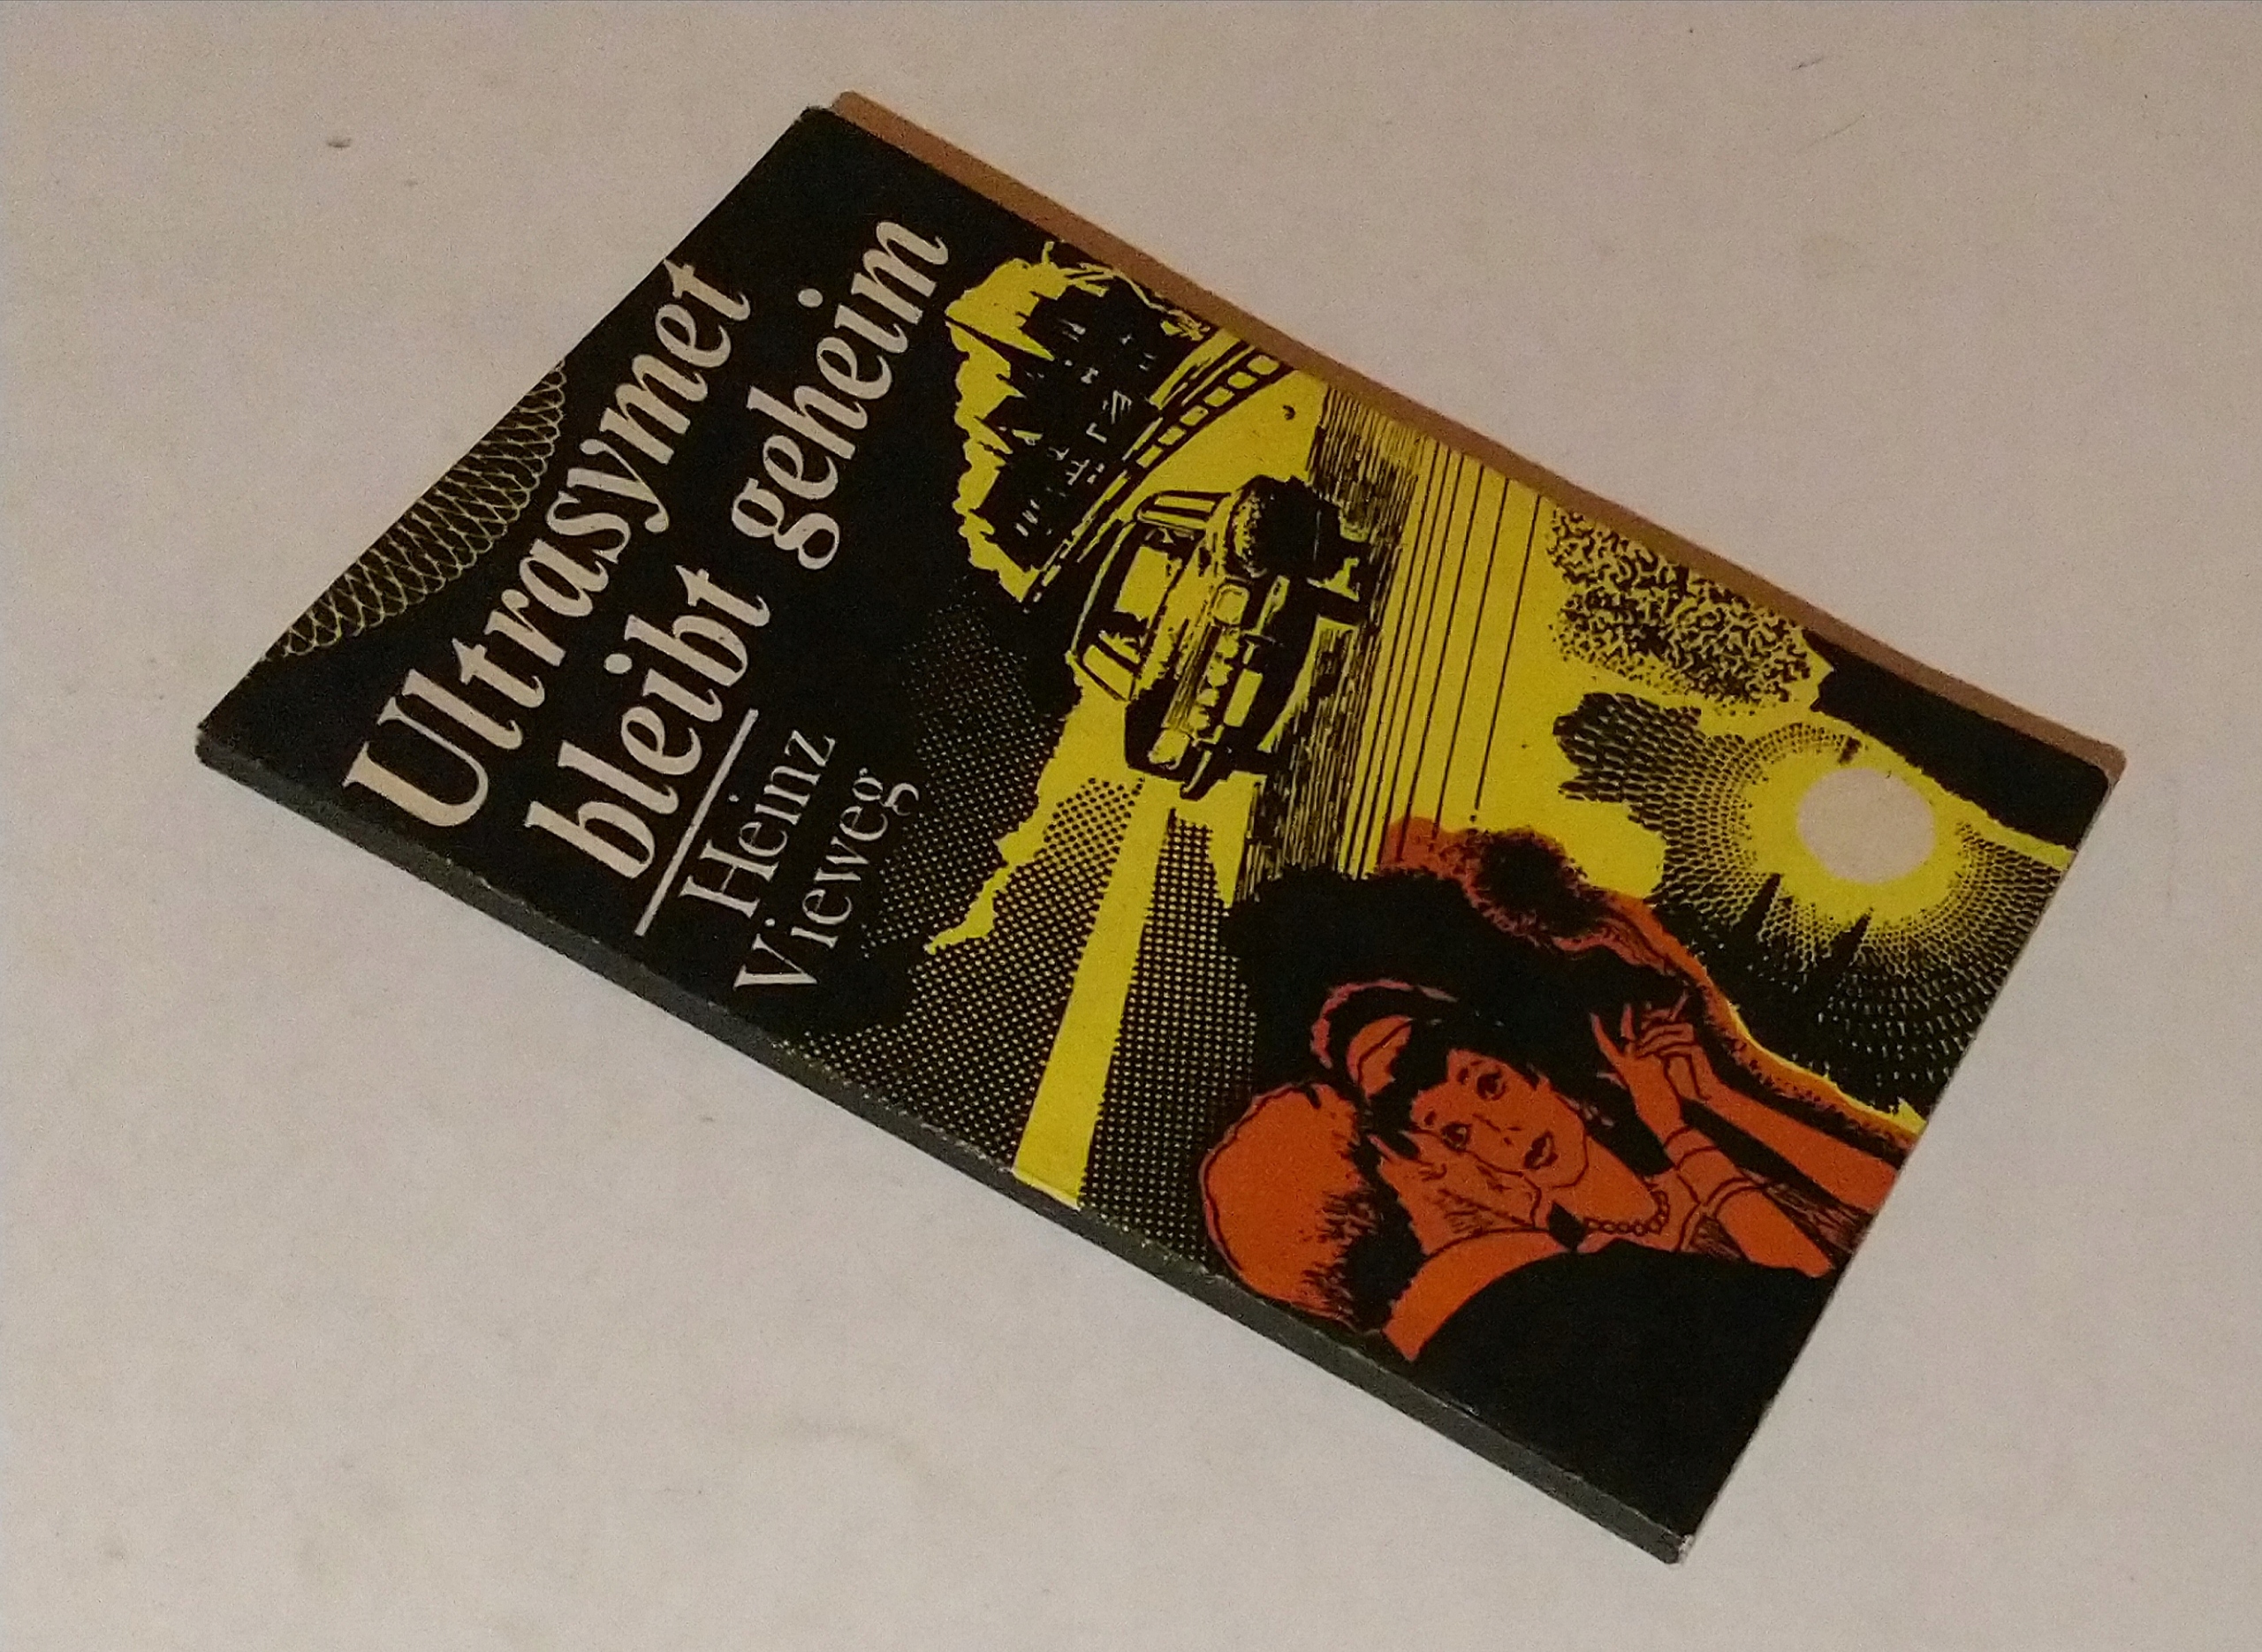 Ultrasymet
bleibt geheim
Heinz
Vieweg